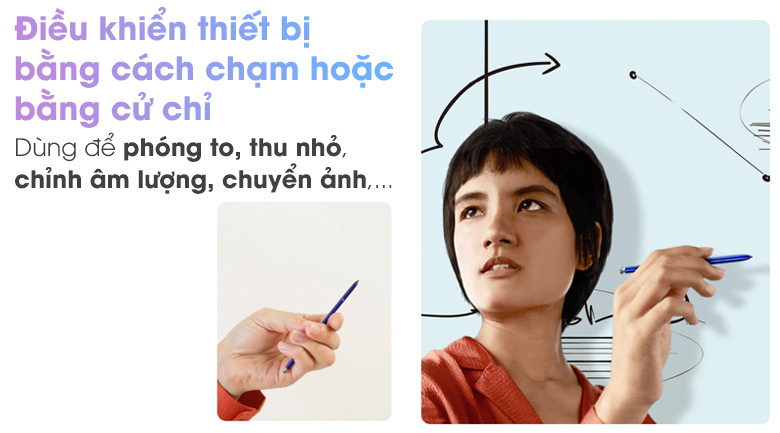 Điều khiển thiết bị
bằng cách chạm hoặc
bằng cử chỉ
Dùng để phóng to, thu nhỏ,
chỉnh âm lượng, chuyển ảnh,...